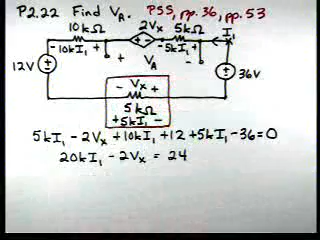 P2.22 Find VA. PSS, pp. 36, pp. 53
10kΩ 2Vx 5kΩ I1
-10kI1 + + - -5kI1 +
+ VA -
12V + - + - 36V
- Vx +
5kΩ
+5kI1 -
5kI1 - 2Vx + 10kI1 + 12 + 5kI1 - 36 = 0
20kI1 - 2Vx = 24